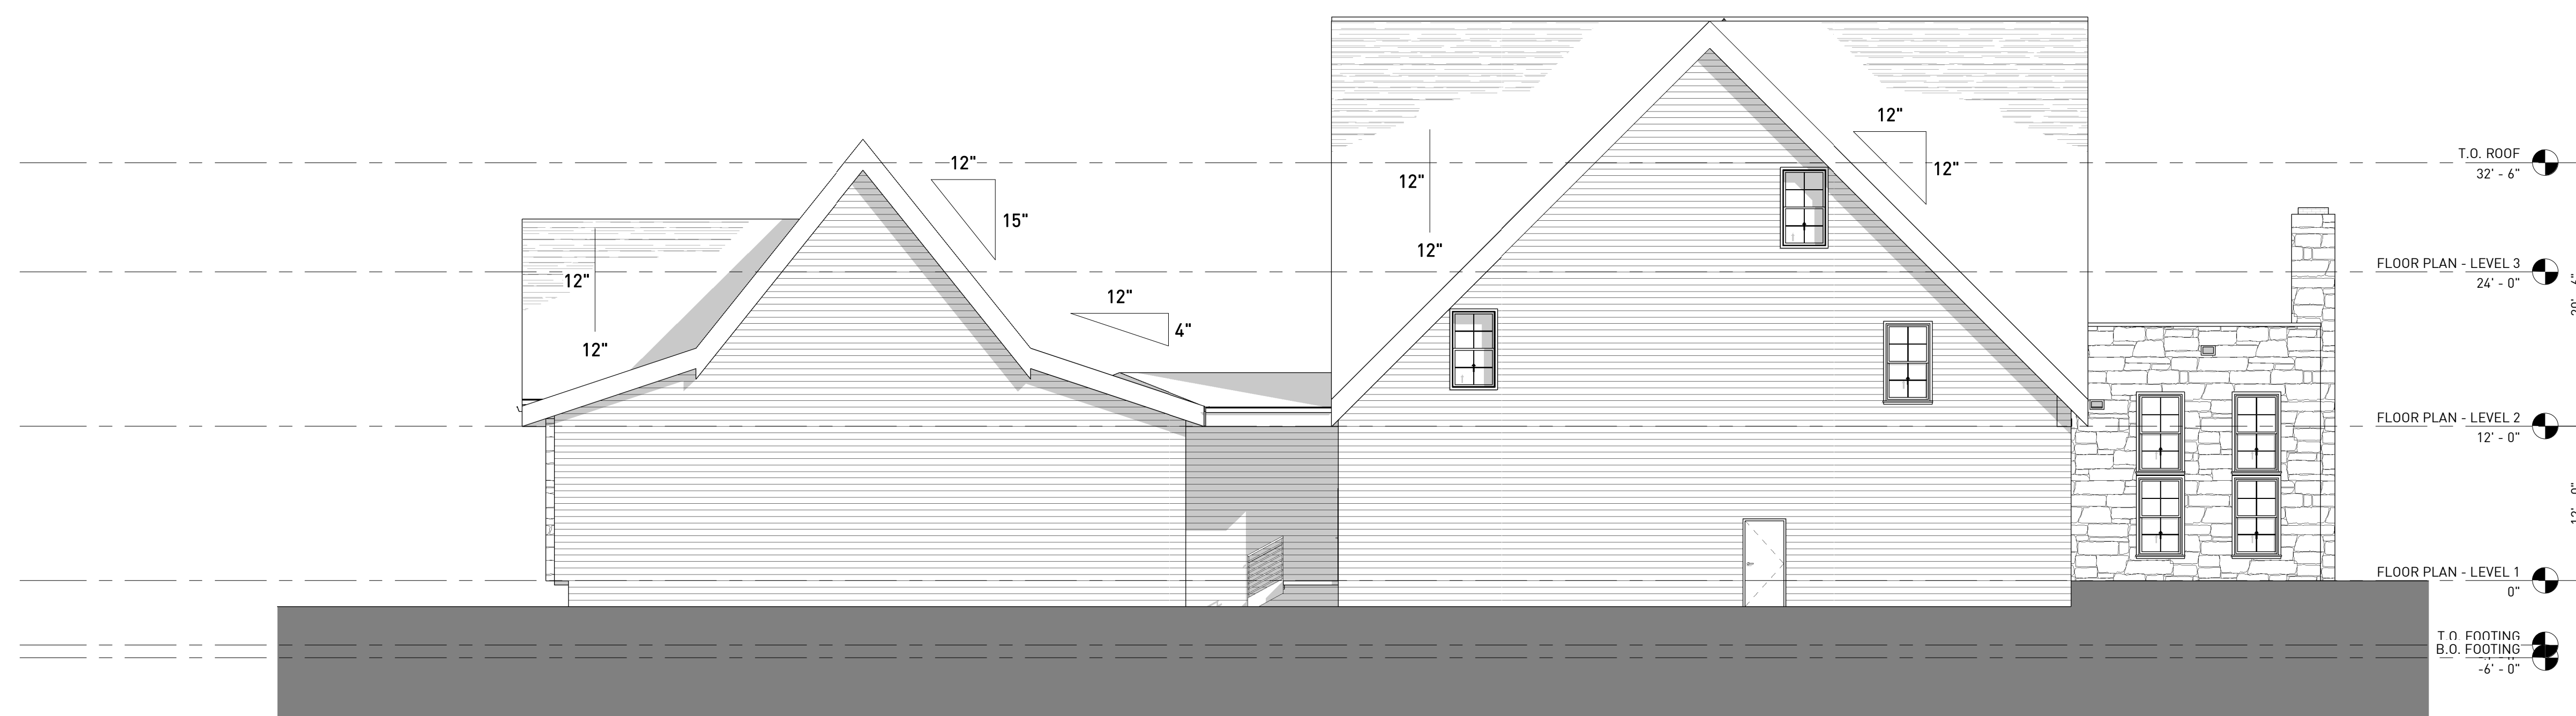 12"
12"
12"
T.O. ROOF
32' - 6"
12"
12"
15"
12"
FLOOR PLAN - LEVEL 3
24' - 0"
12"
12"
4"
12"
FLOOR PLAN - LEVEL 2
12' - 0"
FLOOR PLAN - LEVEL 1
0"
T.O. FOOTING
B.O. FOOTING
-6' - 0"